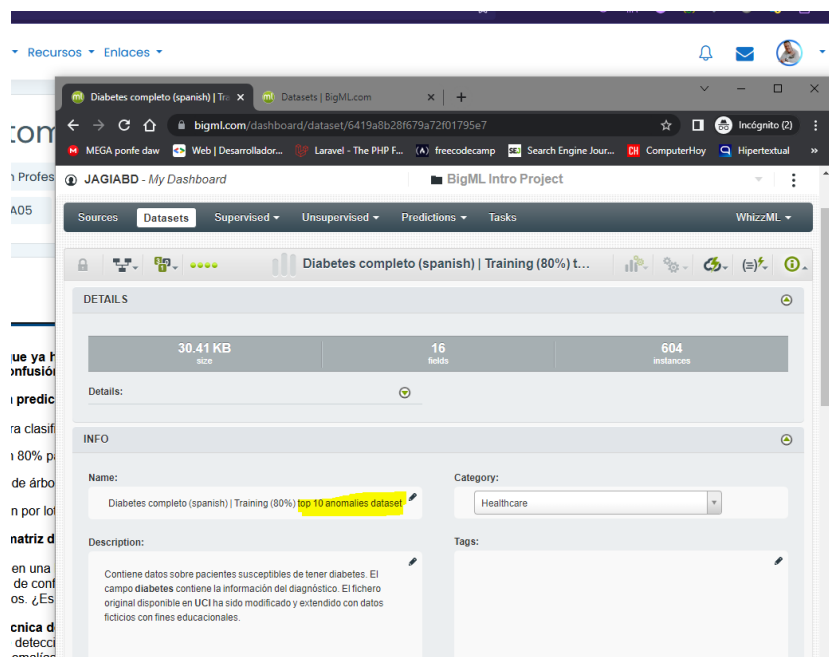 Recursos Enlaces
Diabetes completo (spanish) | Tra
Datasets | BigML.com
bigml.com/dashboard/dataset/6419a8b28f679a72f01795e7
Incógnito (2)
MEGA ponfe daw Web | Desarrollador... Laravel - The PHP F... freecodecamp Search Engine Jour... ComputerHoy Hipertextual »
JAGIABD - My Dashboard
BigML Intro Project
Sources Datasets Supervised Unsupervised Predictions Tasks WhizzML
Diabetes completo (spanish) | Training (80%) t...
DETAILS
30.41 KB 16 604
size fields instances
Details:
INFO
Name: Category:
Diabetes completo (spanish) | Training (80%) top 10 anomalies dataset
Healthcare
Description: Tags:
Contiene datos sobre pacientes susceptibles de tener diabetes. El
campo diabetes contiene la información del diagnóstico. El fichero
original disponible en UCI ha sido modificado y extendido con datos
ficticios con fines educacionales.
tom
n Profes
A05
que ya h
onfusión
predic
ra clasifi
n 80% pa
de árbo
n por lot
matriz d
en una
de conf
os. ¿Es
cnica d
detecci